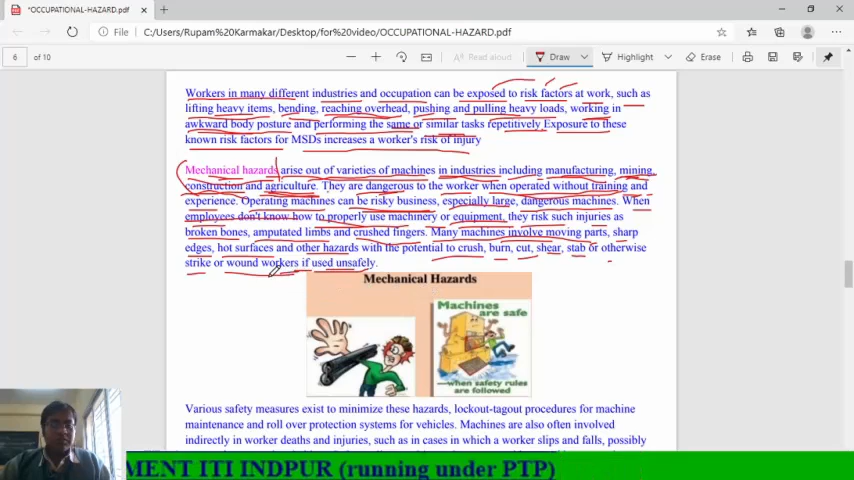 *OCCUPATIONAL-HAZARD.pdf
File C:/Users/Rupam%20Karmakar/Desktop/for%20video/OCCUPATIONAL-HAZARD.pdf
6 of 10 Read aloud Draw Highlight Erase
Workers in many different industries and occupation can be exposed to risk factors at work, such as
lifting heavy items, bending, reaching overhead, pushing and pulling heavy loads, working in
awkward body posture and performing the same or similar tasks repetitively Exposure to these
known risk factors for MSDs increases a worker's risk of injury
Mechanical hazards arise out of varieties of machines in industries including manufacturing, mining,
construction and agriculture. They are dangerous to the worker when operated without training and
experience. Operating machines can be risky business, especially large, dangerous machines. When
employees don't know how to properly use machinery or equipment, they risk such injuries as
broken bones, amputated limbs and crushed fingers. Many machines involve moving parts, sharp
edges, hot surfaces and other hazards with the potential to crush, burn, cut, shear, stab or otherwise
strike or wound workers if used unsafely.
Mechanical Hazards
Machines
are safe
—when safety rules
are followed
Various safety measures exist to minimize these hazards, lockout-tagout procedures for machine
maintenance and roll over protection systems for vehicles. Machines are also often involved
indirectly in worker deaths and injuries, such as in cases in which a worker slips and falls, possibly
MENT ITI INDPUR (running under PTP)